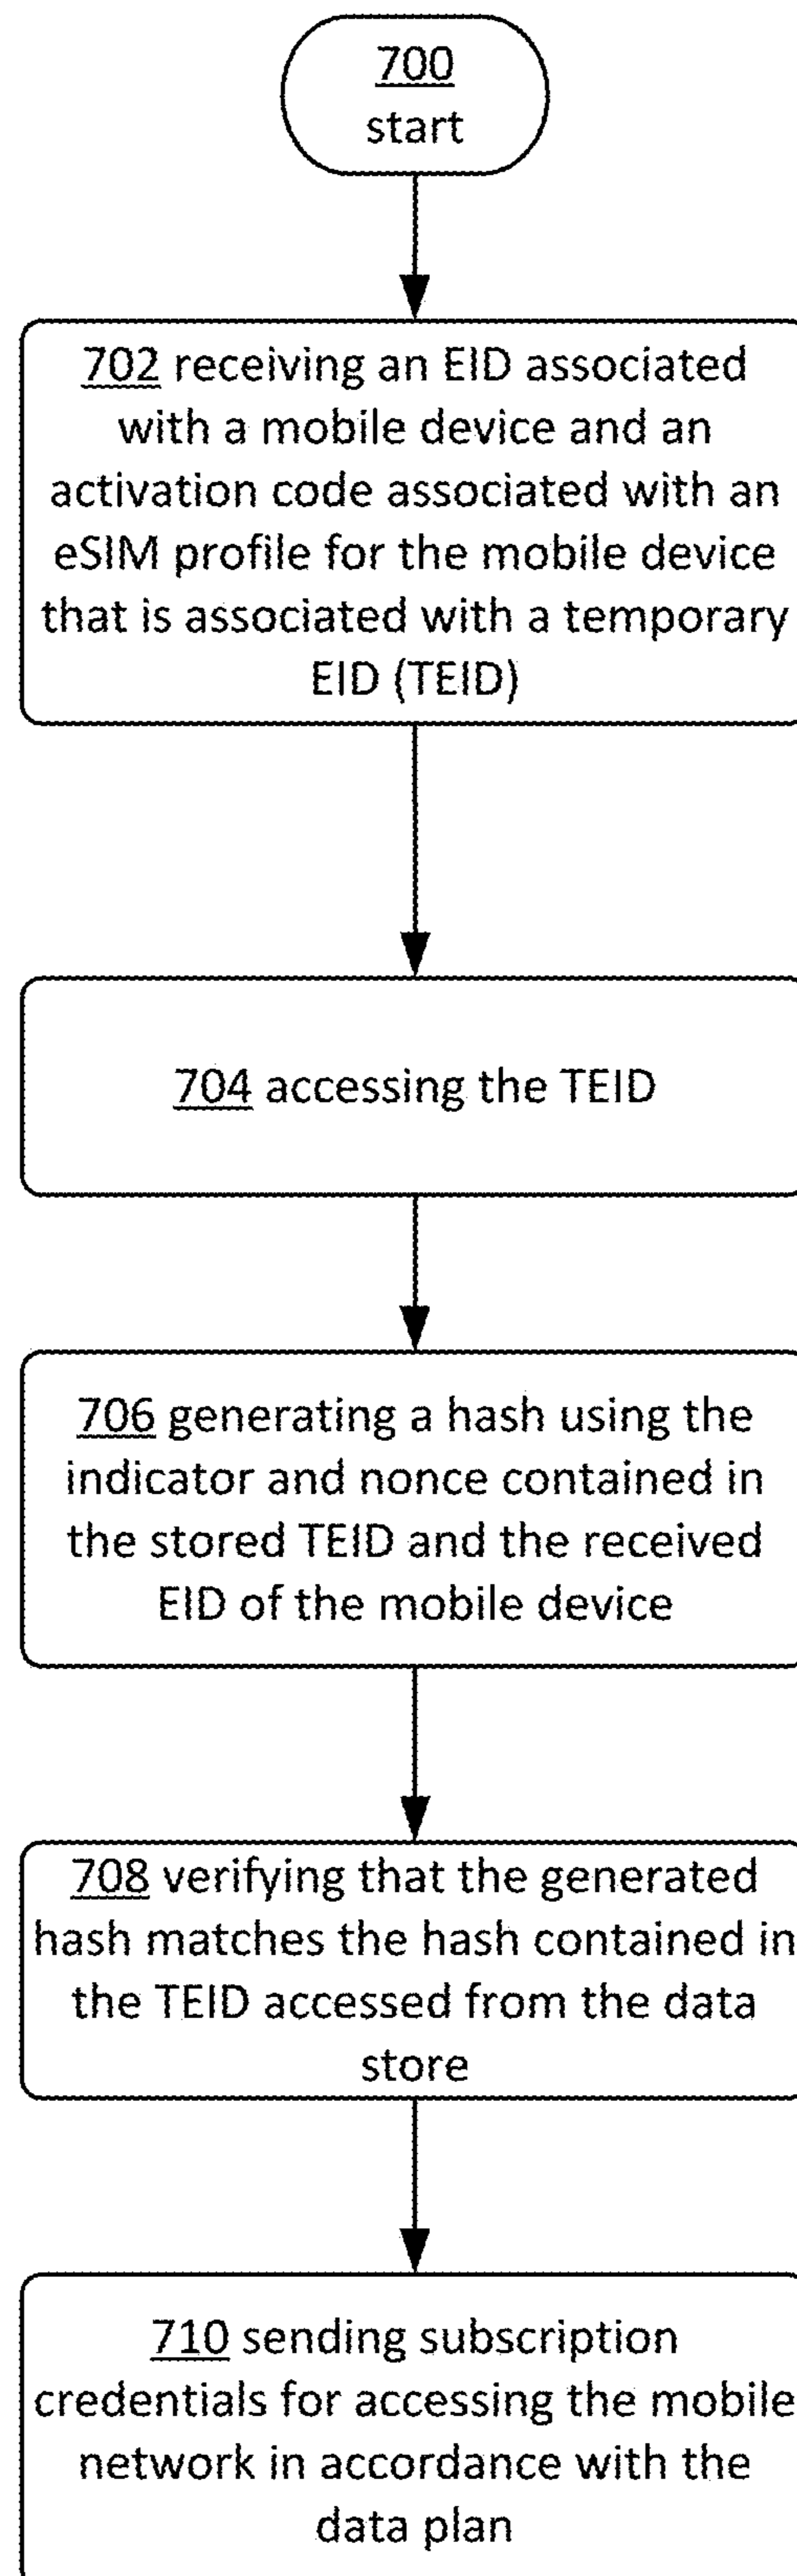 700
start
702 receiving an EID associated
with a mobile device and an
activation code associated with an
eSIM profile for the mobile device
that is associated with a temporary
EID (TEID)
704 accessing the TEID
706 generating a hash using the
indicator and nonce contained in
the stored TEID and the received
EID of the mobile device
708 verifying that the generated
hash matches the hash contained in
the TEID accessed from the data
store
710 sending subscription
credentials for accessing the mobile
network in accordance with the
data plan